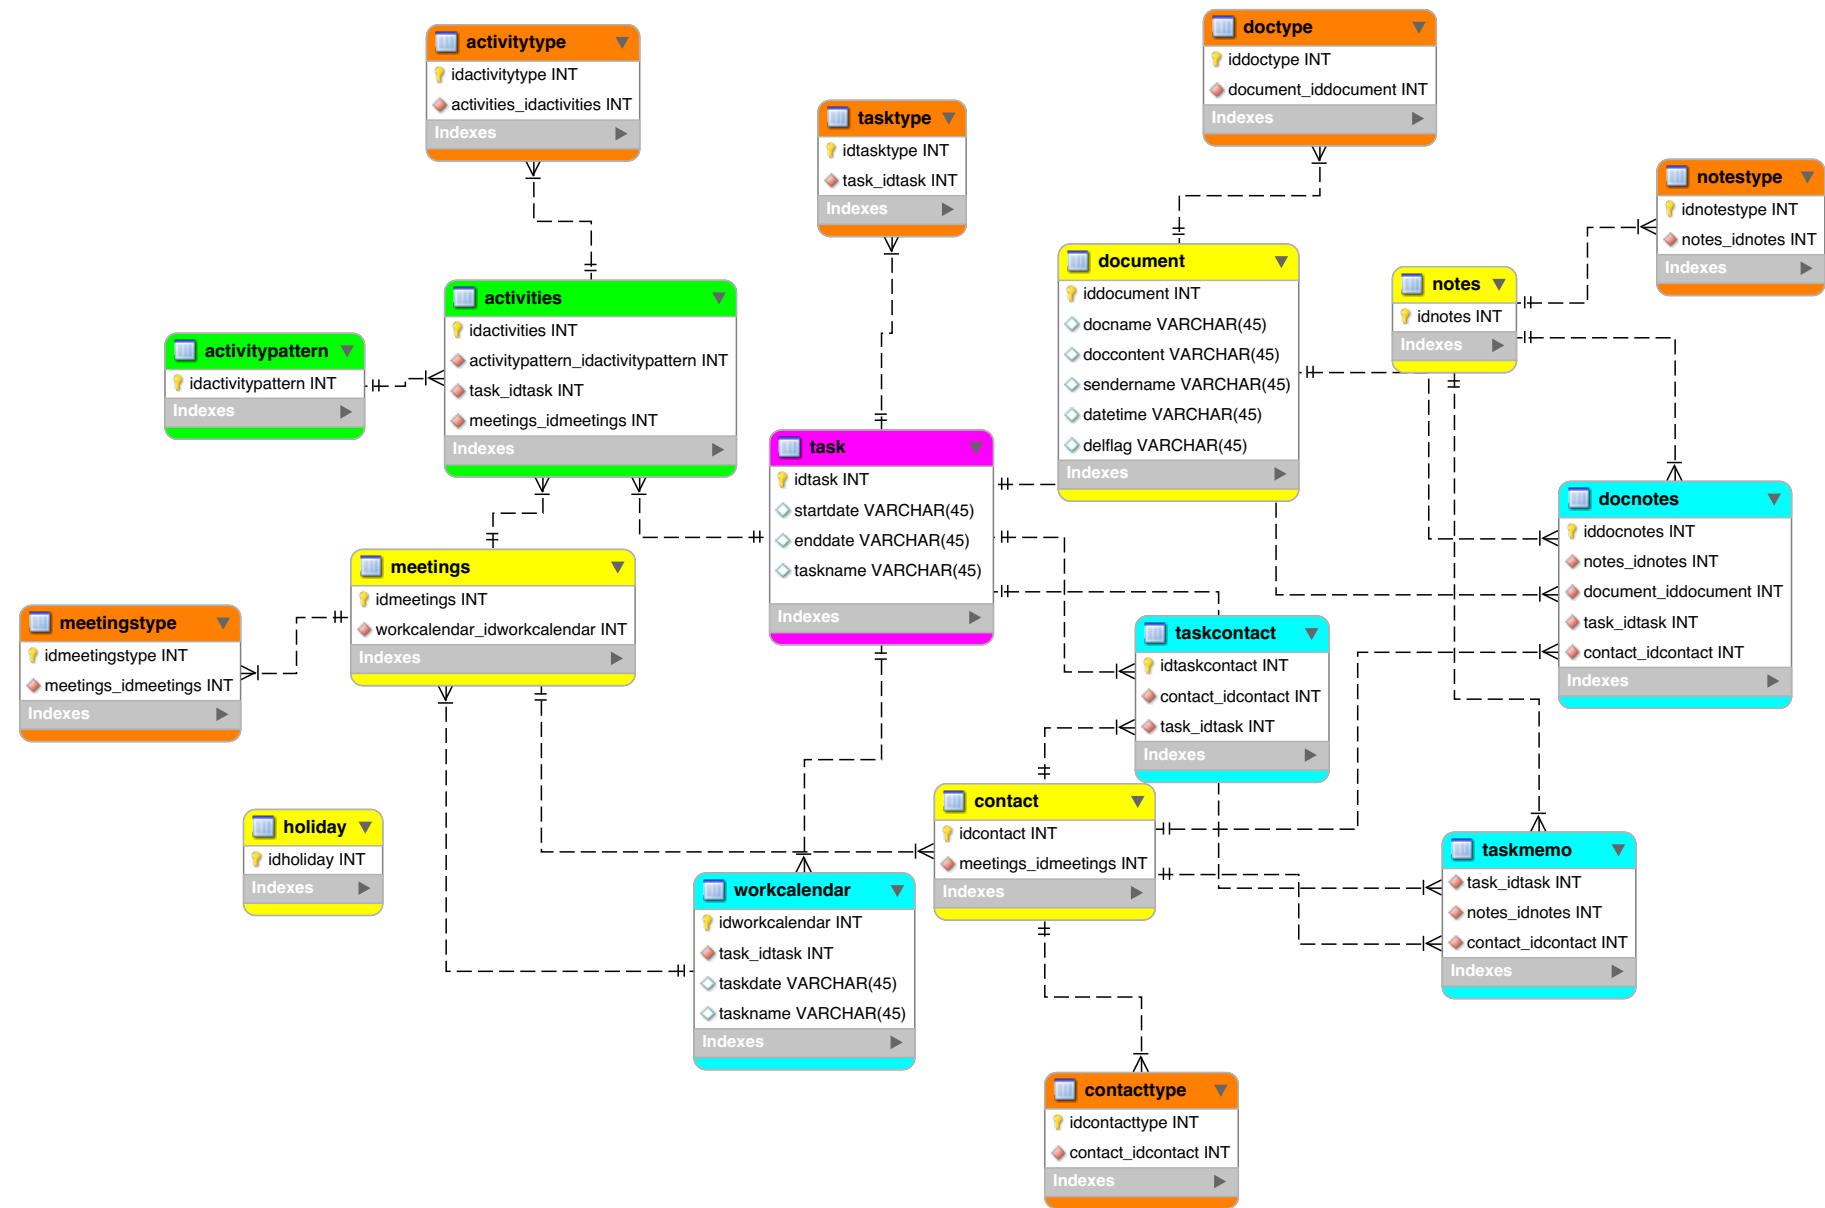 activitytype
idactivitytype INT
activities_idactivities INT
Indexes
doctype
iddoctype INT
document_iddocument INT
Indexes
tasktype
idtasktype INT
task_idtask INT
Indexes
notestype
idnotestype INT
notes_idnotes INT
Indexes
document
iddocument INT
docname VARCHAR(45)
doccontent VARCHAR(45)
sendername VARCHAR(45)
datetime VARCHAR(45)
delflag VARCHAR(45)
Indexes
notes
idnotes INT
Indexes
activities
idactivities INT
activitypattern_idactivitypattern INT
task_idtask INT
meetings_idmeetings INT
Indexes
activitypattern
idactivitypattern INT
Indexes
task
idtask INT
startdate VARCHAR(45)
enddate VARCHAR(45)
taskname VARCHAR(45)
Indexes
docnotes
iddocnotes INT
notes_idnotes INT
document_iddocument INT
task_idtask INT
contact_idcontact INT
Indexes
meetings
idmeetings INT
workcalendar_idworkcalendar INT
Indexes
meetingstype
idmeetingstype INT
meetings_idmeetings INT
Indexes
taskcontact
idtaskcontact INT
contact_idcontact INT
task_idtask INT
Indexes
contact
idcontact INT
meetings_idmeetings INT
Indexes
holiday
idholiday INT
Indexes
taskmemo
task_idtask INT
notes_idnotes INT
contact_idcontact INT
Indexes
workcalendar
idworkcalendar INT
task_idtask INT
taskdate VARCHAR(45)
taskname VARCHAR(45)
Indexes
contacttype
idcontacttype INT
contact_idcontact INT
Indexes